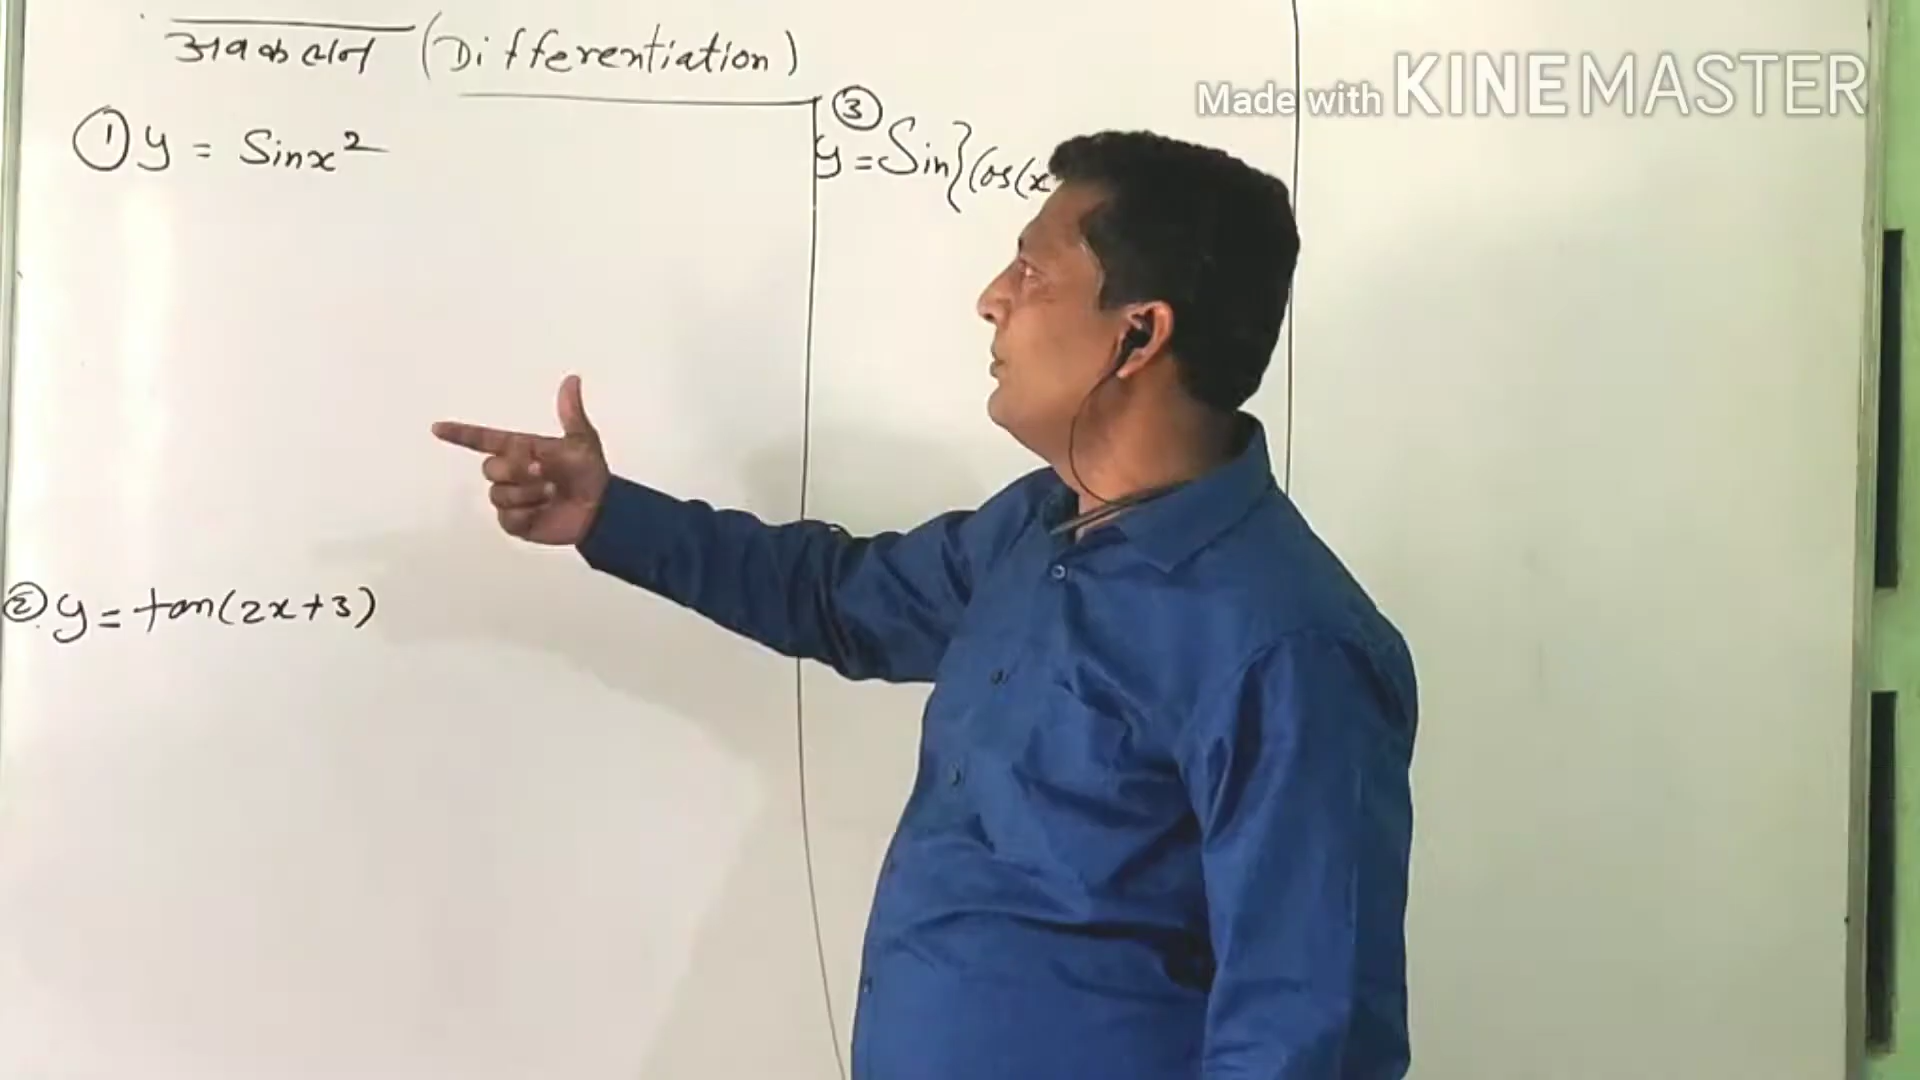 अवकलन (Differentiation)
① y = Sinx²
② y = tan(2x+3)
③
y = Sin{Cos(x
Made with KINEMASTER